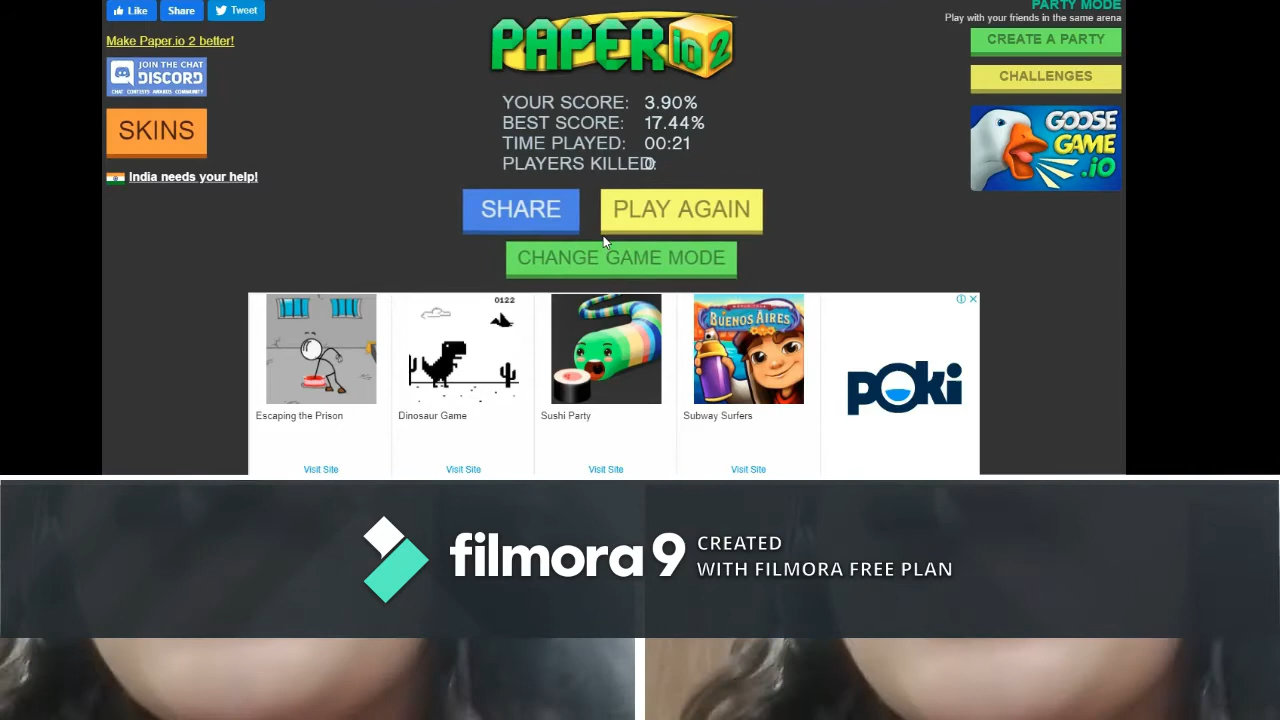 Like
Share
Tweet
PAPER io 2
PARTY MODE
Play with your friends in the same arena
Make Paper.io 2 better!
CREATE A PARTY
JOIN THE CHAT
DISCORD
CHAT CONTESTS AWARDS COMMUNITY
CHALLENGES
YOUR SCORE: 3.90%
BEST SCORE: 17.44%
TIME PLAYED: 00:21
PLAYERS KILLED: 0
SKINS
GOOSE
GAME
.IO
India needs your help!
SHARE
PLAY AGAIN
CHANGE GAME MODE
0122
BUENOS AIRES
POKI
Escaping the Prison
Dinosaur Game
Sushi Party
Subway Surfers
Visit Site
Visit Site
Visit Site
Visit Site
filmora 9
CREATED
WITH FILMORA FREE PLAN